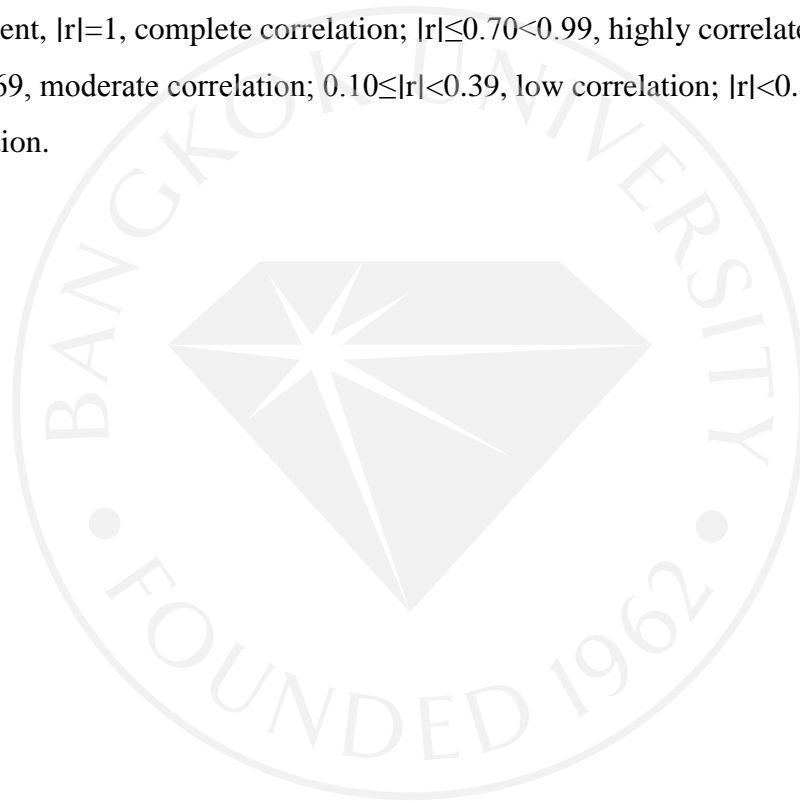 ent, |r|=1, complete correlation; |r|≤0.70<0.99, highly correlate
69, moderate correlation; 0.10≤|r|<0.39, low correlation; |r|<0.
ion.
BANGKOK UNIVERSITY
FOUNDED 1962